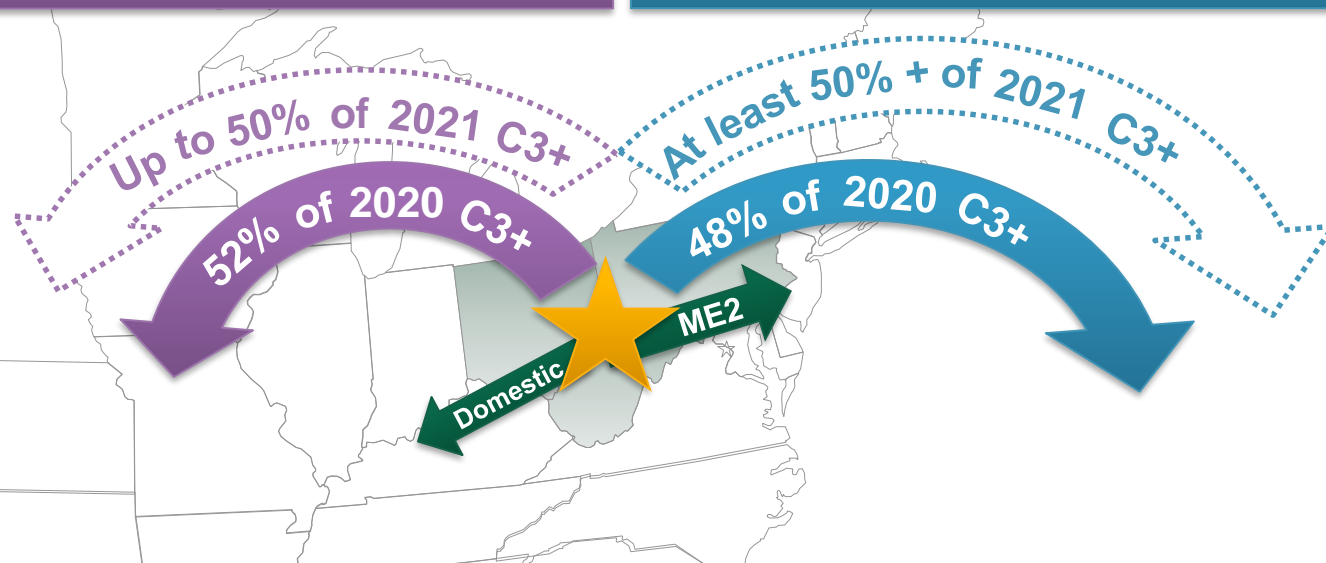 Up to 50% of 2021 C3+
At least 50% + of 2021 C3+
52% of 2020 C3+
48% of 2020 C3+
ME2
Domestic